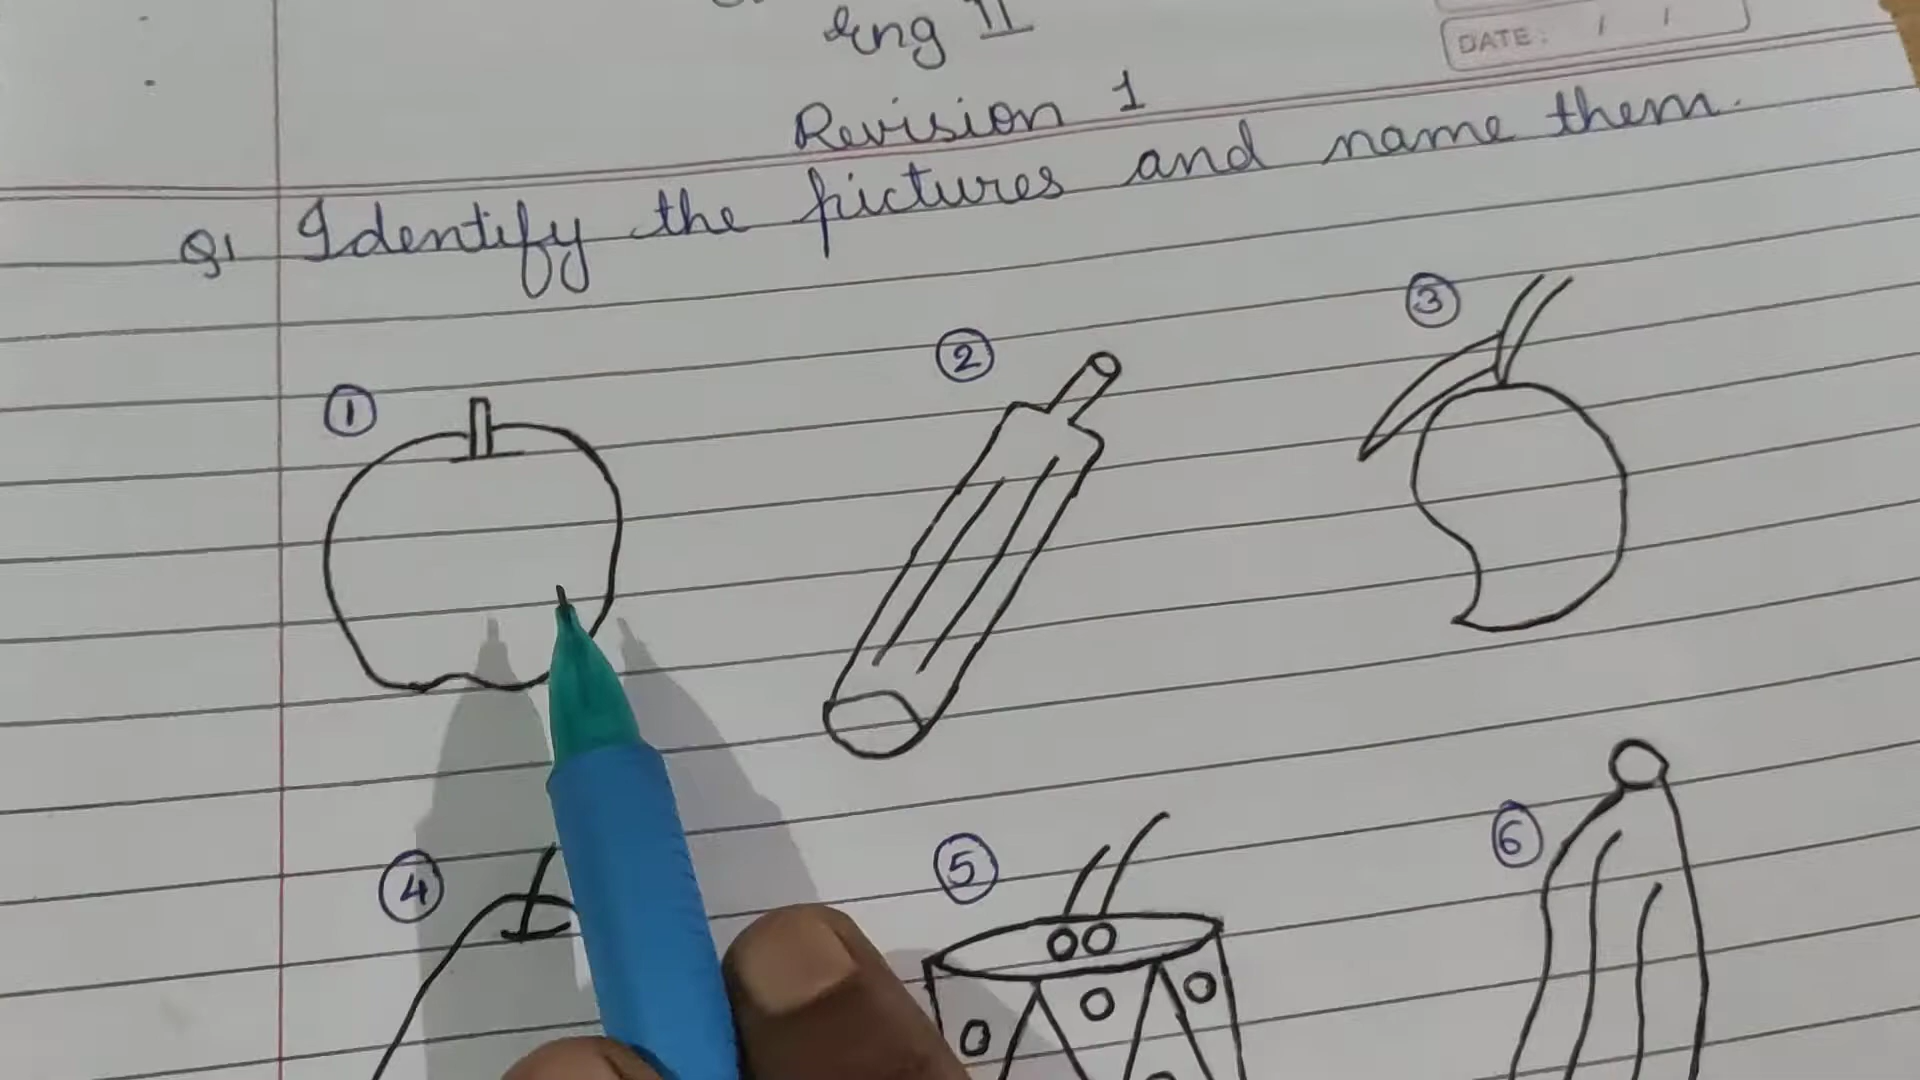 Eng II
DATE: / /
Revision 1
Q1 Identify the pictures and name them.
1
2
3
4
5
6